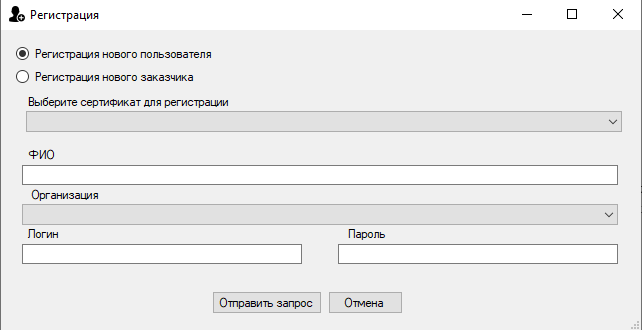 Регистрация
Регистрация нового пользователя
Регистрация нового заказчика
Выберите сертификат для регистрации
ФИО
Организация
Логин Пароль
Отправить запрос Отмена